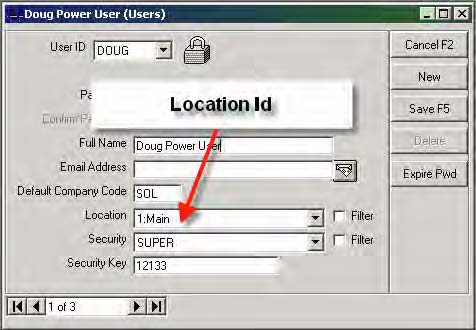 Doug Power User (Users)
User ID DOUG
Cancel F2
New
Pa
Location Id
Save F5
Confirm Pa
Delete
Full Name Doug Power User
Email Address
Expire Pwd
Default Company Code SOL
Location 1:Main Filter
Security SUPER Filter
Security Key 12133
1 of 3